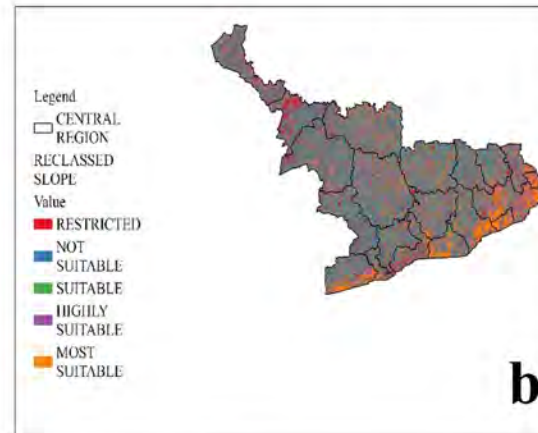 Legend
CENTRAL
REGION
RECLASSED
SLOPE
Value
RESTRICTED
NOT
SUITABLE
SUITABLE
HIGHLY
SUITABLE
MOST
SUITABLE
b